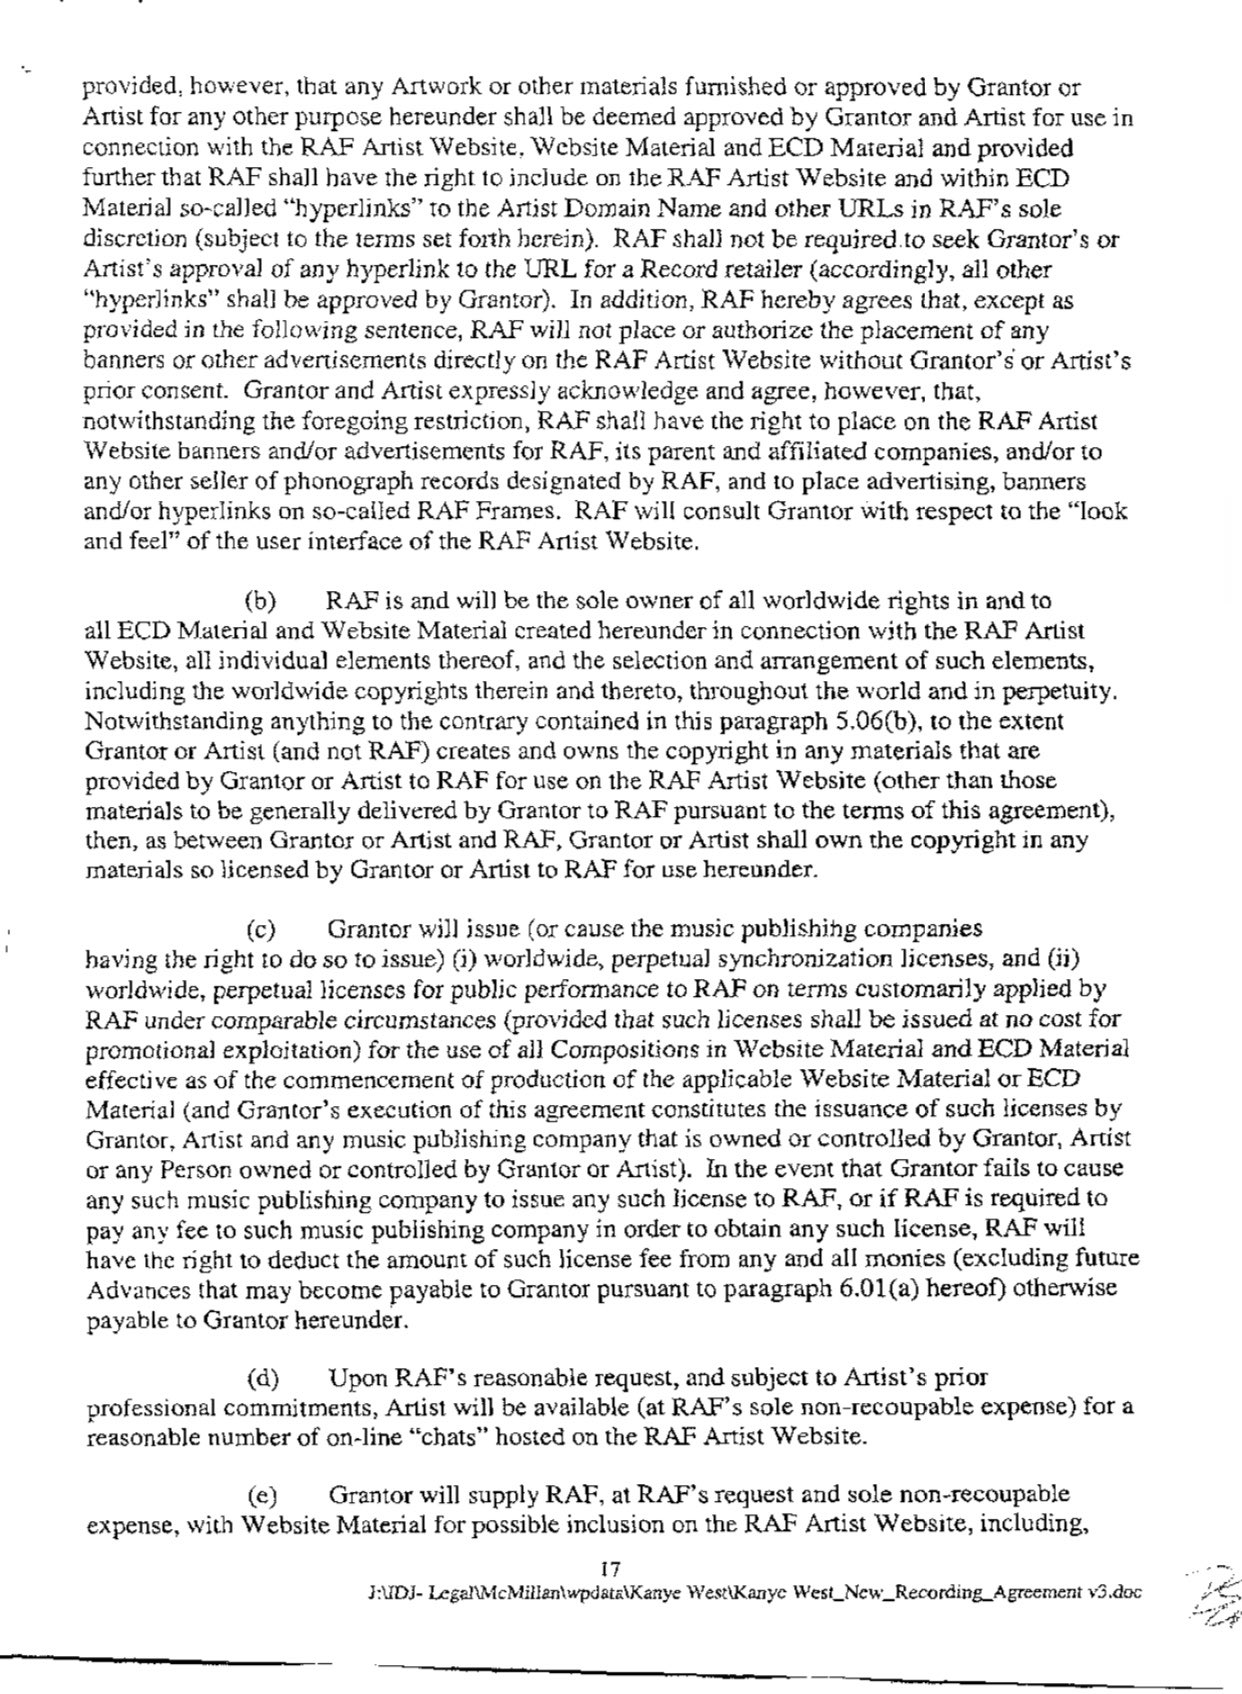 provided, however, that any Artwork or other materials furnished or approved by Grantor or
Artist for any other purpose hereunder shall be deemed approved by Grantor and Artist for use in
connection with the RAF Artist Website, Website Material and ECD Material and provided
further that RAF shall have the right to include on the RAF Artist Website and within ECD
Material so-called “hyperlinks” to the Artist Domain Name and other URLs in RAF’s sole
discretion (subject to the terms set forth herein). RAF shall not be required to seek Grantor’s or
Artist’s approval of any hyperlink to the URL for a Record retailer (accordingly, all other
“hyperlinks” shall be approved by Grantor). In addition, RAF hereby agrees that, except as
provided in the following sentence, RAF will not place or authorize the placement of any
banners or other advertisements directly on the RAF Artist Website without Grantor’s or Artist’s
prior consent. Grantor and Artist expressly acknowledge and agree, however, that,
notwithstanding the foregoing restriction, RAF shall have the right to place on the RAF Artist
Website banners and/or advertisements for RAF, its parent and affiliated companies, and/or to
any other seller of phonograph records designated by RAF, and to place advertising, banners
and/or hyperlinks on so-called RAF Frames. RAF will consult Grantor with respect to the “look
and feel” of the user interface of the RAF Artist Website.
(b) RAF is and will be the sole owner of all worldwide rights in and to
all ECD Material and Website Material created hereunder in connection with the RAF Artist
Website, all individual elements thereof, and the selection and arrangement of such elements,
including the worldwide copyrights therein and thereto, throughout the world and in perpetuity.
Notwithstanding anything to the contrary contained in this paragraph 5.06(b), to the extent
Grantor or Artist (and not RAF) creates and owns the copyright in any materials that are
provided by Grantor or Artist to RAF for use on the RAF Artist Website (other than those
materials to be generally delivered by Grantor to RAF pursuant to the terms of this agreement),
then, as between Grantor or Artist and RAF, Grantor or Artist shall own the copyright in any
materials so licensed by Grantor or Artist to RAF for use hereunder.
(c) Grantor will issue (or cause the music publishing companies
having the right to do so to issue) (i) worldwide, perpetual synchronization licenses, and (ii)
worldwide, perpetual licenses for public performance to RAF on terms customarily applied by
RAF under comparable circumstances (provided that such licenses shall be issued at no cost for
promotional exploitation) for the use of all Compositions in Website Material and ECD Material
effective as of the commencement of production of the applicable Website Material or ECD
Material (and Grantor’s execution of this agreement constitutes the issuance of such licenses by
Grantor, Artist and any music publishing company that is owned or controlled by Grantor, Artist
or any Person owned or controlled by Grantor or Artist). In the event that Grantor fails to cause
any such music publishing company to issue any such license to RAF, or if RAF is required to
pay any fee to such music publishing company in order to obtain any such license, RAF will
have the right to deduct the amount of such license fee from any and all monies (excluding future
Advances that may become payable to Grantor pursuant to paragraph 6.01(a) hereof) otherwise
payable to Grantor hereunder.
(d) Upon RAF’s reasonable request, and subject to Artist’s prior
professional commitments, Artist will be available (at RAF’s sole non-recoupable expense) for a
reasonable number of on-line “chats” hosted on the RAF Artist Website.
(e) Grantor will supply RAF, at RAF’s request and sole non-recoupable
expense, with Website Material for possible inclusion on the RAF Artist Website, including,
17
J:\IDJ- Legal\McMillan\wpdata\Kanye West\Kanye West_New_Recording_Agreement v3.doc